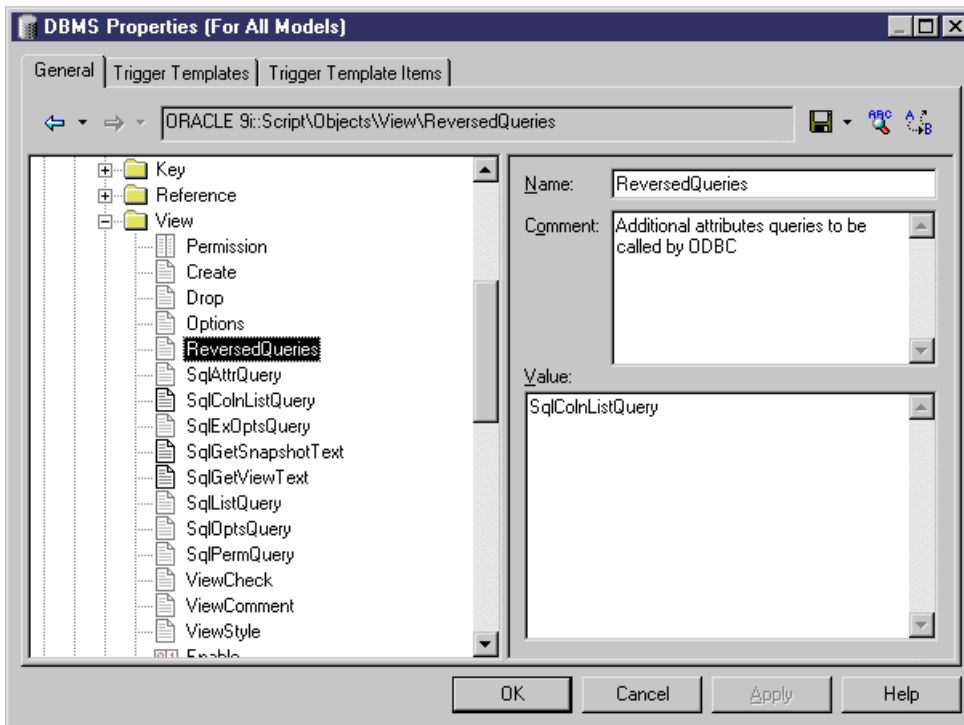 DBMS Properties (For All Models)
General
Trigger Templates
Trigger Template Items
ORACLE 9i::Script\Objects\View\ReversedQueries
ABC
A
B
Key
Reference
View
Permission
Create
Drop
Options
ReversedQueries
SqlAttrQuery
SqlColnListQuery
SqlExOptsQuery
SqlGetSnapshotText
SqlGetViewText
SqlListQuery
SqlOptsQuery
SqlPermQuery
ViewCheck
ViewComment
ViewStyle
Enable
Name:
ReversedQueries
Comment:
Additional attributes queries to be
called by ODBC
Value:
SqlColnListQuery
OK
Cancel
Apply
Help